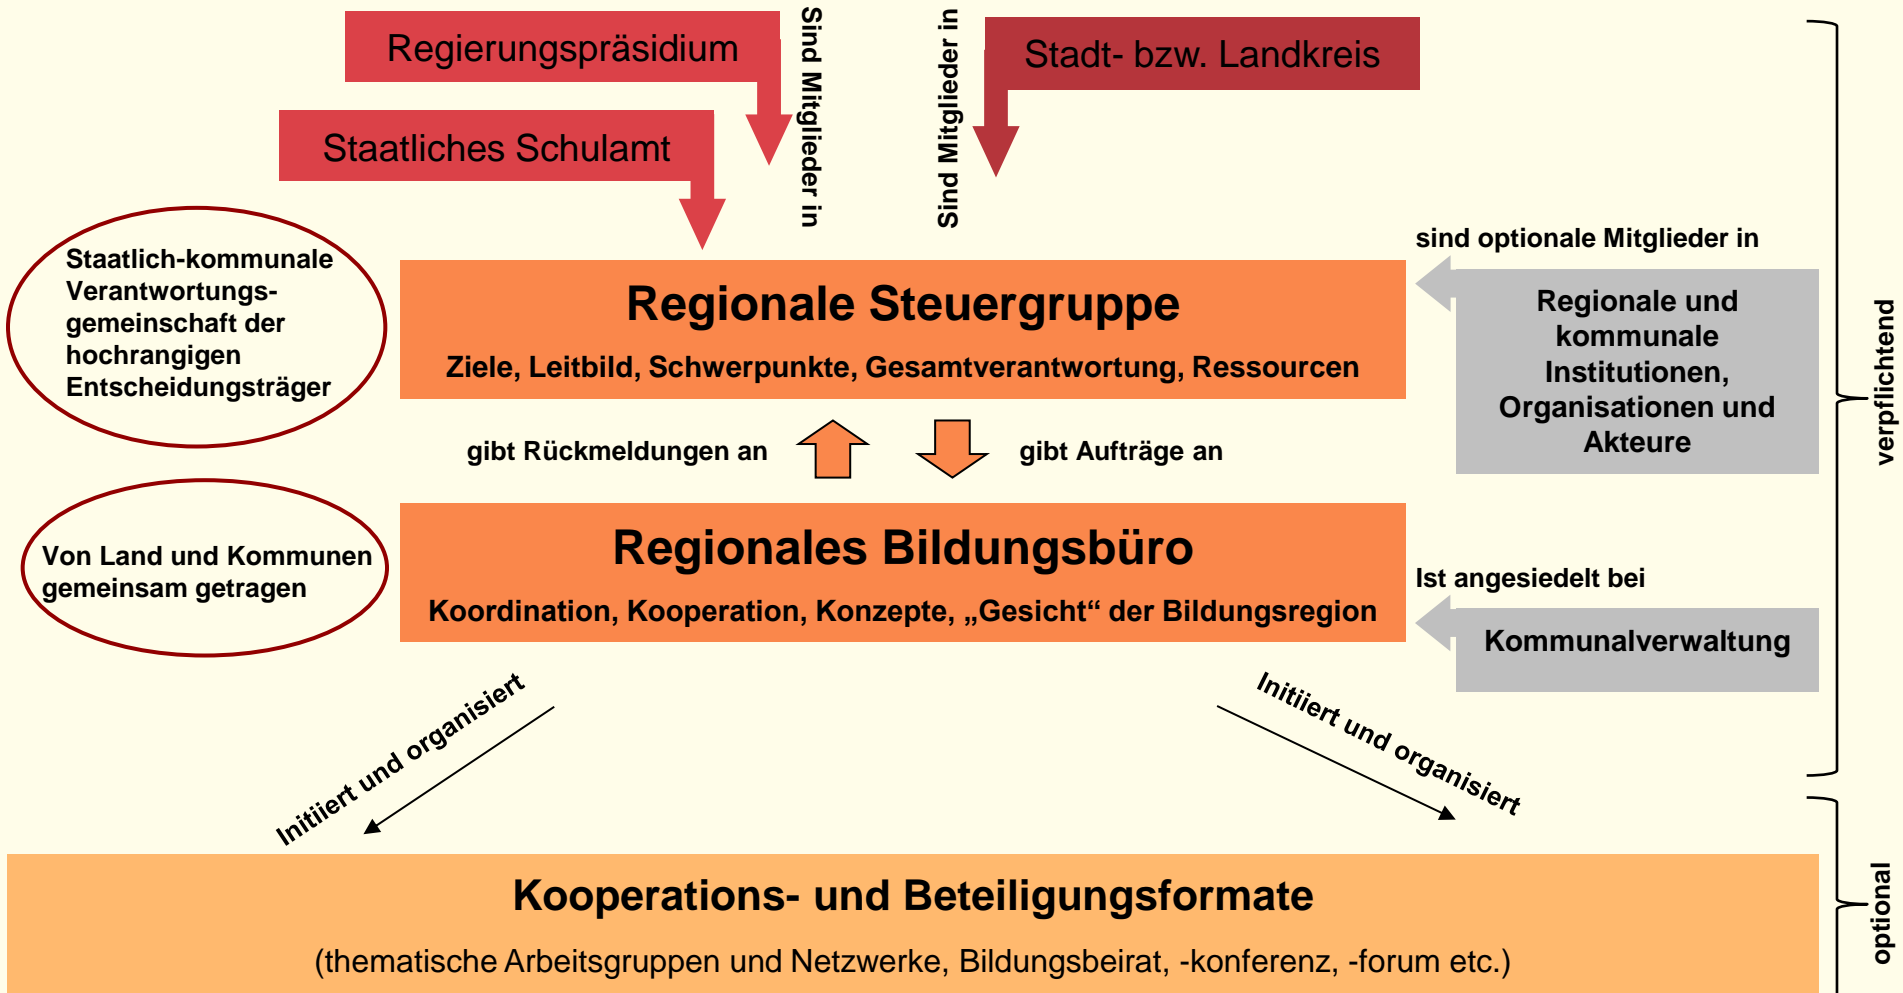 Regierungspräsidium
Sind Mitglieder in
Sind Mitglieder in
Stadt- bzw. Landkreis
Staatliches Schulamt
Staatlich-kommunale
Verantwortungs-
gemeinschaft der
hochrangigen
Entscheidungsträger
Regionale Steuergruppe
Ziele, Leitbild, Schwerpunkte, Gesamtverantwortung, Ressourcen
sind optionale Mitglieder in
Regionale und
kommunale
Institutionen,
Organisationen und
Akteure
verpflichtend
gibt Rückmeldungen an
gibt Aufträge an
Von Land und Kommunen
gemeinsam getragen
Regionales Bildungsbüro
Koordination, Kooperation, Konzepte, „Gesicht“ der Bildungsregion
Ist angesiedelt bei
Kommunalverwaltung
Initiiert und organisiert
Initiiert und organisiert
Kooperations- und Beteiligungsformate
(thematische Arbeitsgruppen und Netzwerke, Bildungsbeirat, -konferenz, -forum etc.)
optional